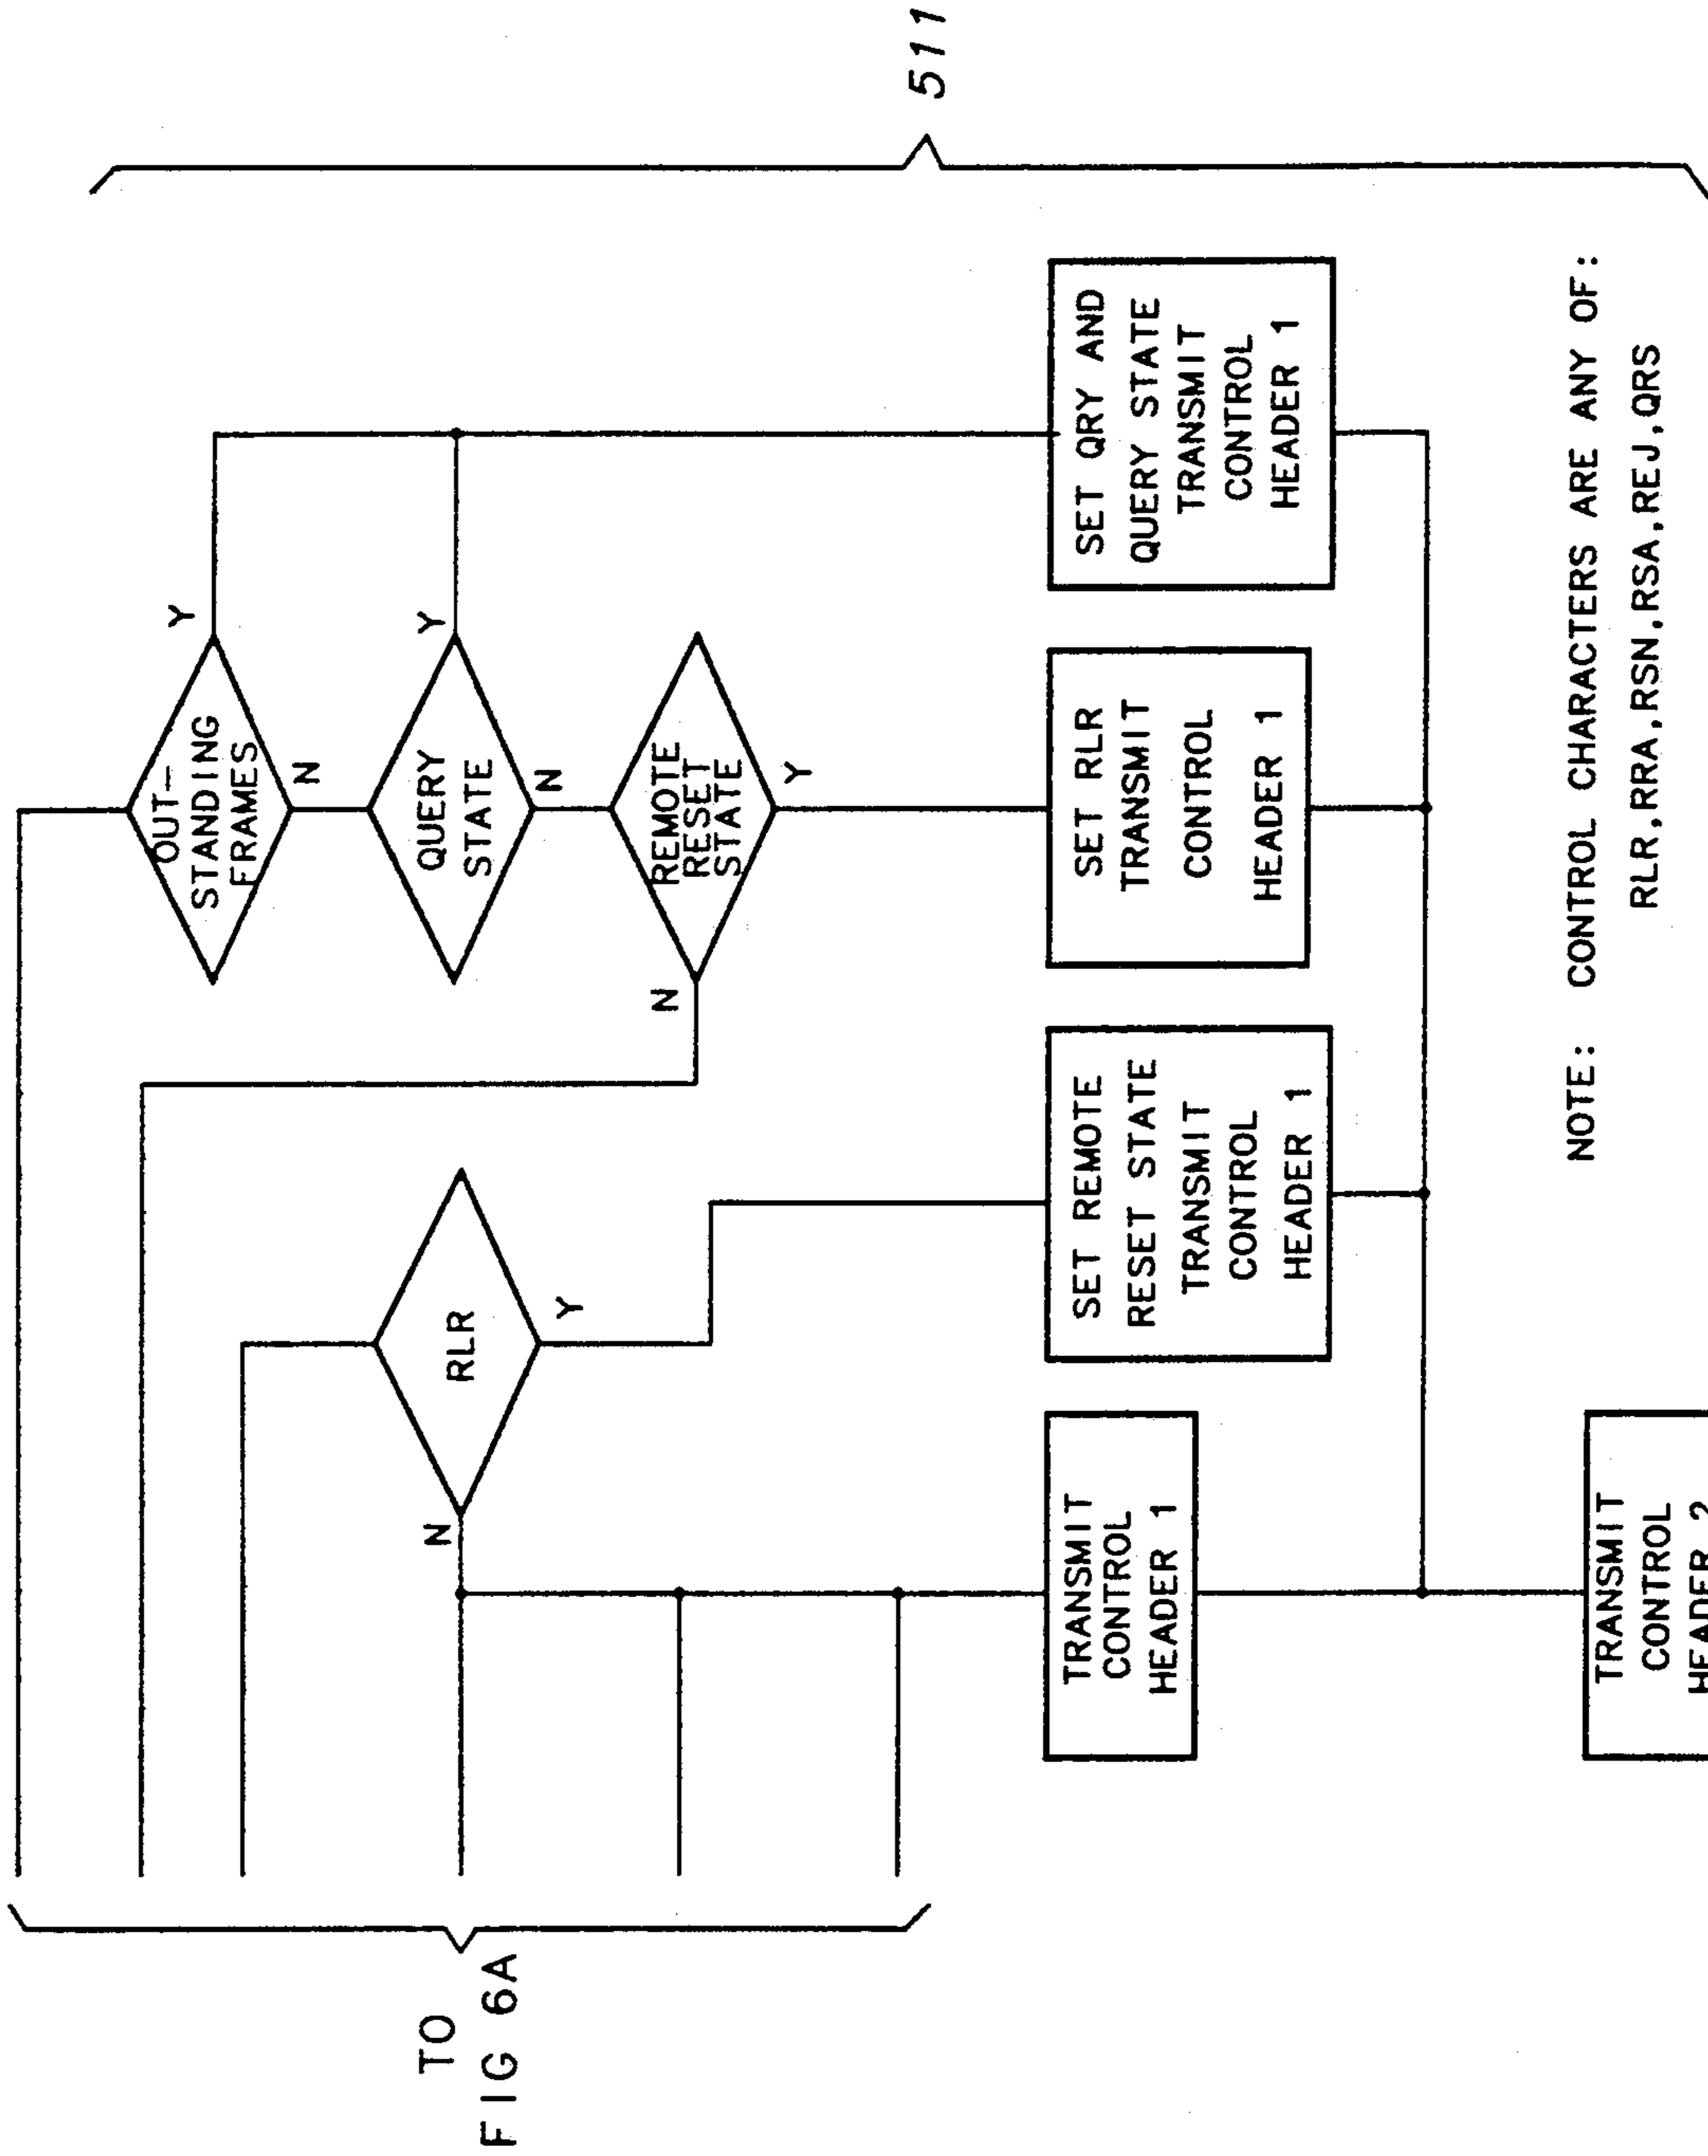 TO
FIG 6A
OUT-
STANDING
FRAMES
Y
N
QUERY
STATE
Y
N
REMOTE
RESET
STATE
N
Y
RLR
N
Y
TRANSMIT
CONTROL
HEADER 1
SET REMOTE
RESET STATE
TRANSMIT
CONTROL
HEADER 1
SET RLR
TRANSMIT
CONTROL
HEADER 1
SET QRY AND
QUERY STATE
TRANSMIT
CONTROL
HEADER 1
TRANSMIT
CONTROL
HEADER 2
NOTE: CONTROL CHARACTERS ARE ANY OF:
RLR,RRA,RSN,RSA,REJ,QRS
511